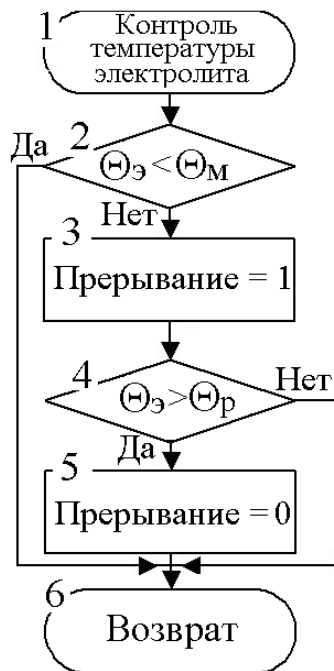 1
Контроль
температуры
электролита
Да
2
Θэ<Θм
Нет
3
Прерывание = 1
4
Нет
Θэ>Θр
Да
5
Прерывание = 0
6
Возврат